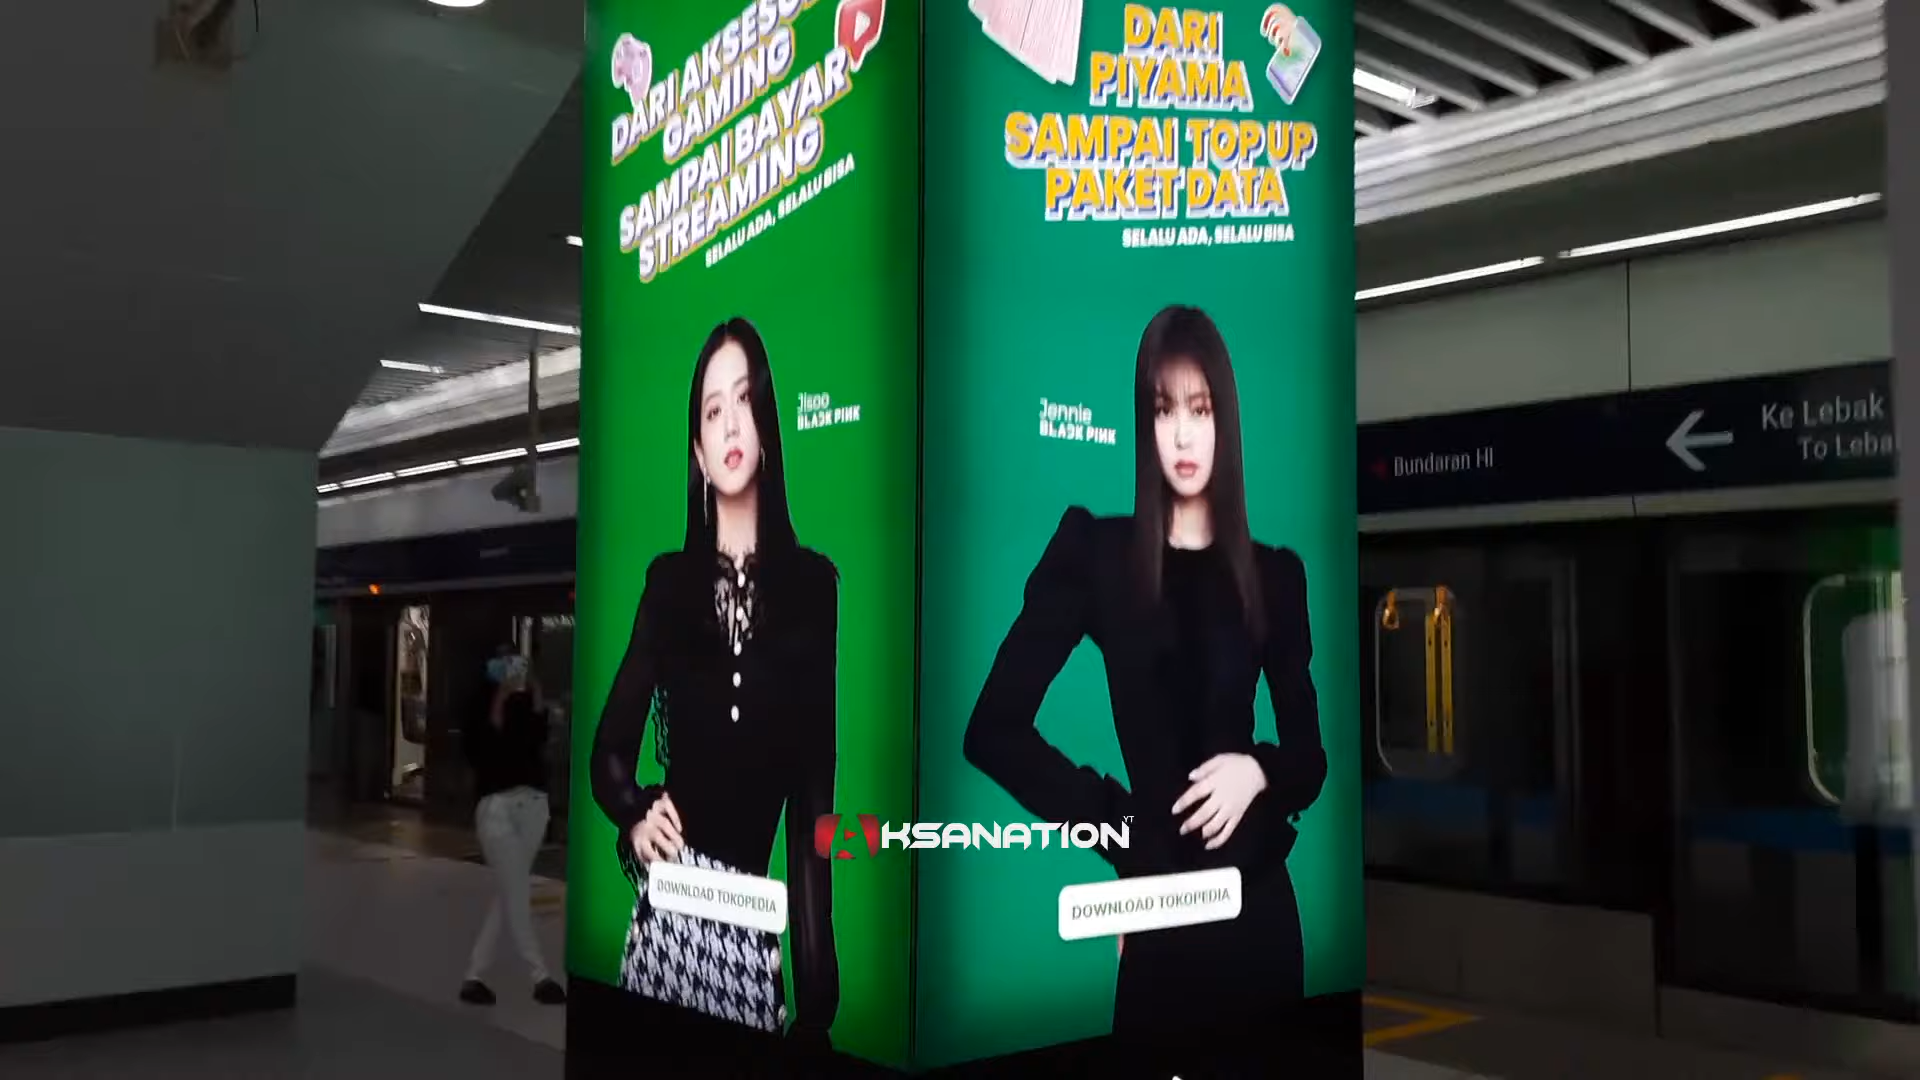 DARI AKSESORI
GAMING
SAMPAI BAYAR
STREAMING
SELALU ADA, SELALU BISA
Jisoo
BLACKPINK
DOWNLOAD TOKOPEDIA
DARI
PIYAMA
SAMPAI TOP UP
PAKET DATA
SELALU ADA, SELALU BISA
Jennie
BLACKPINK
DOWNLOAD TOKOPEDIA
AKSANATION YT
Bundaran HI
Ke Lebak
To Leba